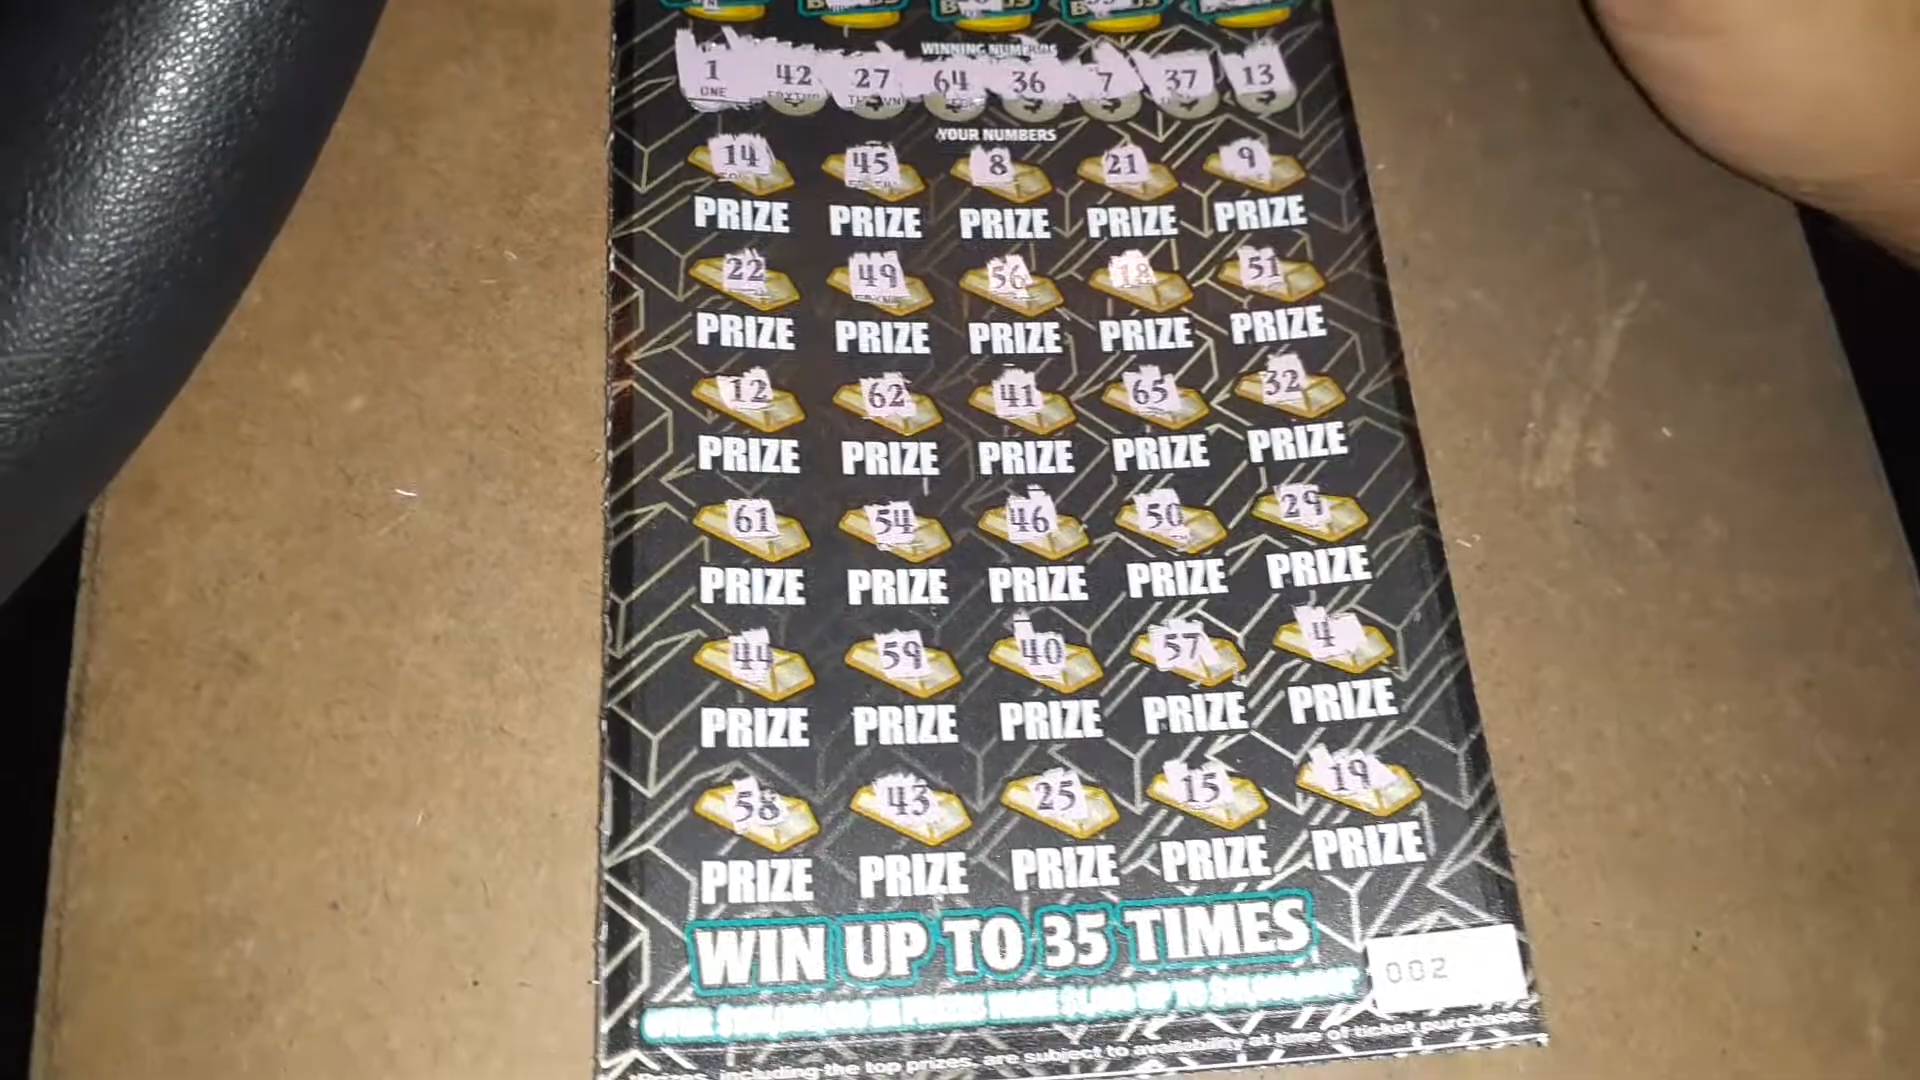 WINNING NUMBERS
1 42 27 64 36 7 37 13
ONE
YOUR NUMBERS
14 45 8 21 9
PRIZE PRIZE PRIZE PRIZE PRIZE
22 49 56 18 51
PRIZE PRIZE PRIZE PRIZE PRIZE
12 62 41 65 32
PRIZE PRIZE PRIZE PRIZE PRIZE
61 54 46 50 29
PRIZE PRIZE PRIZE PRIZE PRIZE
44 59 40 57 4
PRIZE PRIZE PRIZE PRIZE PRIZE
58 43 25 15 19
PRIZE PRIZE PRIZE PRIZE PRIZE
WIN UP TO 35 TIMES
002
*Prizes, including the top prizes, are subject to availability at time of ticket purchase.